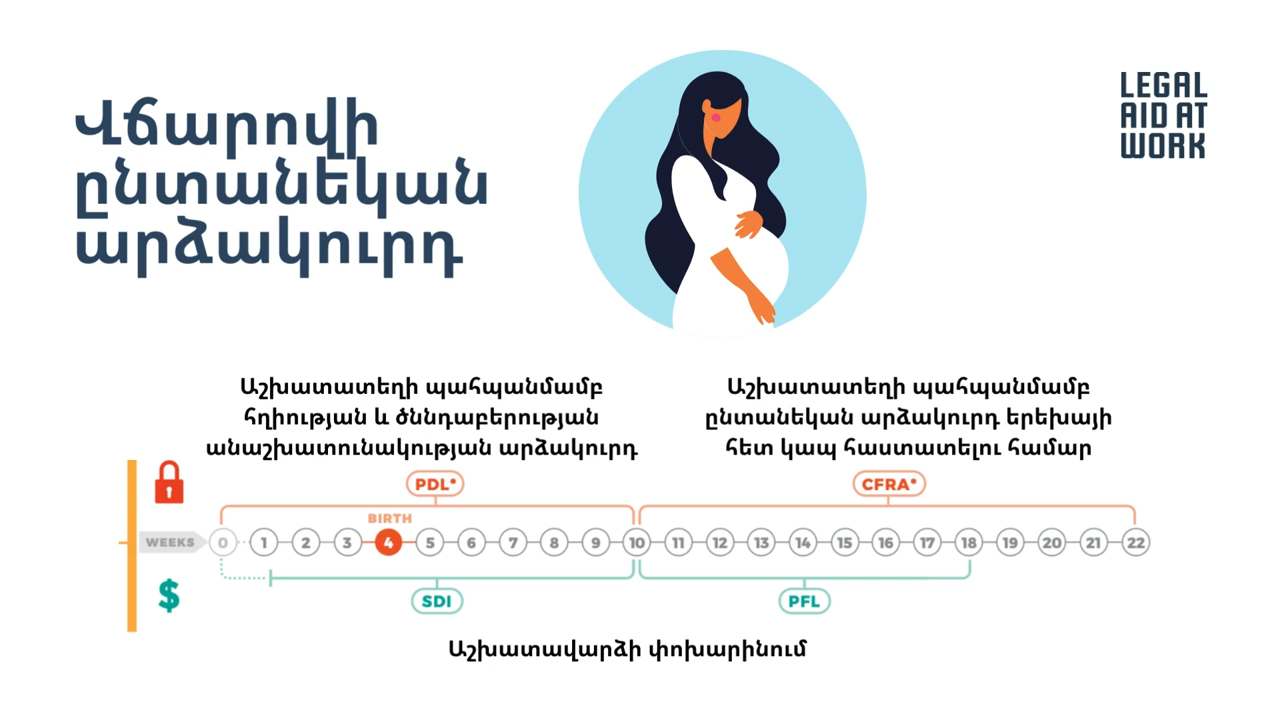 Վճարովի
ընտանեկան
արձակուրդ
LEGAL
AID AT
WORK
Աշխատատեղի պահպանմամբ
հղիության և ծննդաբերության
անաշխատունակության արձակուրդ
Աշխատատեղի պահպանմամբ
ընտանեկան արձակուրդ երեխայի
հետ կապ հաստատելու համար
PDL*
CFRA*
BIRTH
WEEKS 0 1 2 3 4 5 6 7 8 9 10 11 12 13 14 15 16 17 18 19 20 21 22
$
SDI
PFL
Աշխատավարձի փոխարինում